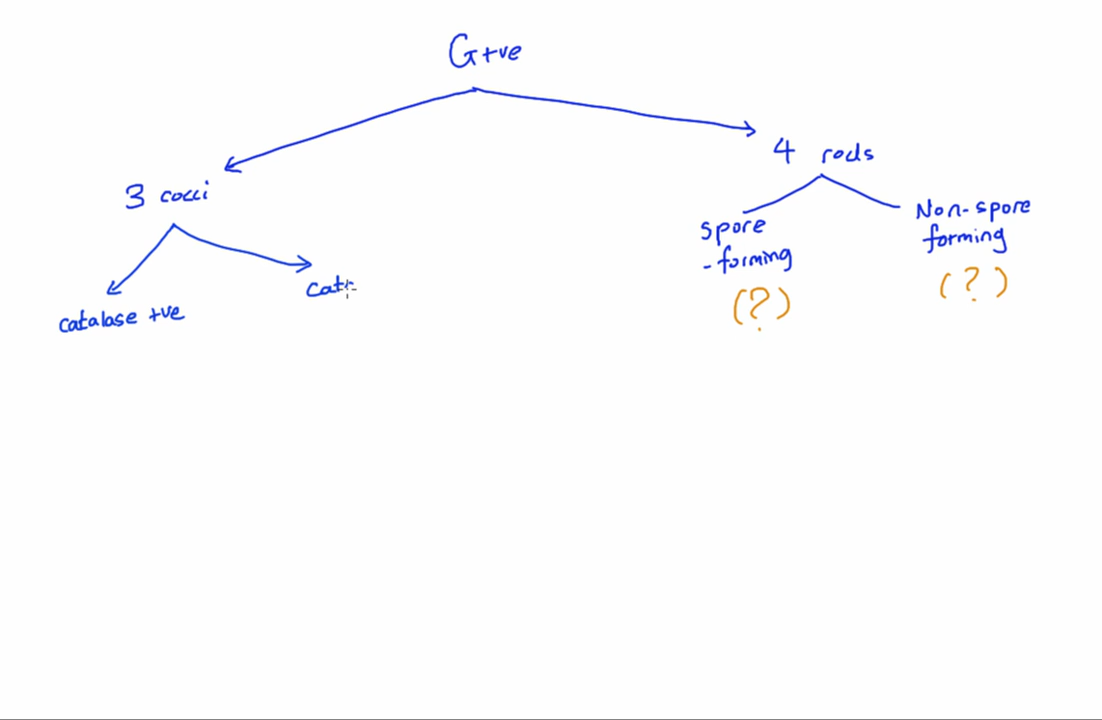 G+ve
3 cocci
4 rods
catalase +ve
spore
-forming
(?)
Non-spore
forming
(?)